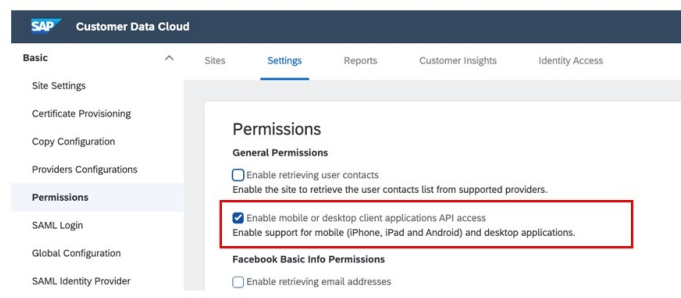 SAP Customer Data Cloud
Basic
Sites Settings Reports Customer Insights Identity Access
Site Settings
Certificate Provisioning
Copy Configuration
Providers Configurations
Permissions
SAML Login
Global Configuration
SAML Identity Provider
Permissions
General Permissions
Enable retrieving user contacts
Enable the site to retrieve the user contacts list from supported providers.
Enable mobile or desktop client applications API access
Enable support for mobile (iPhone, iPad and Android) and desktop applications.
Facebook Basic Info Permissions
Enable retrieving email addresses